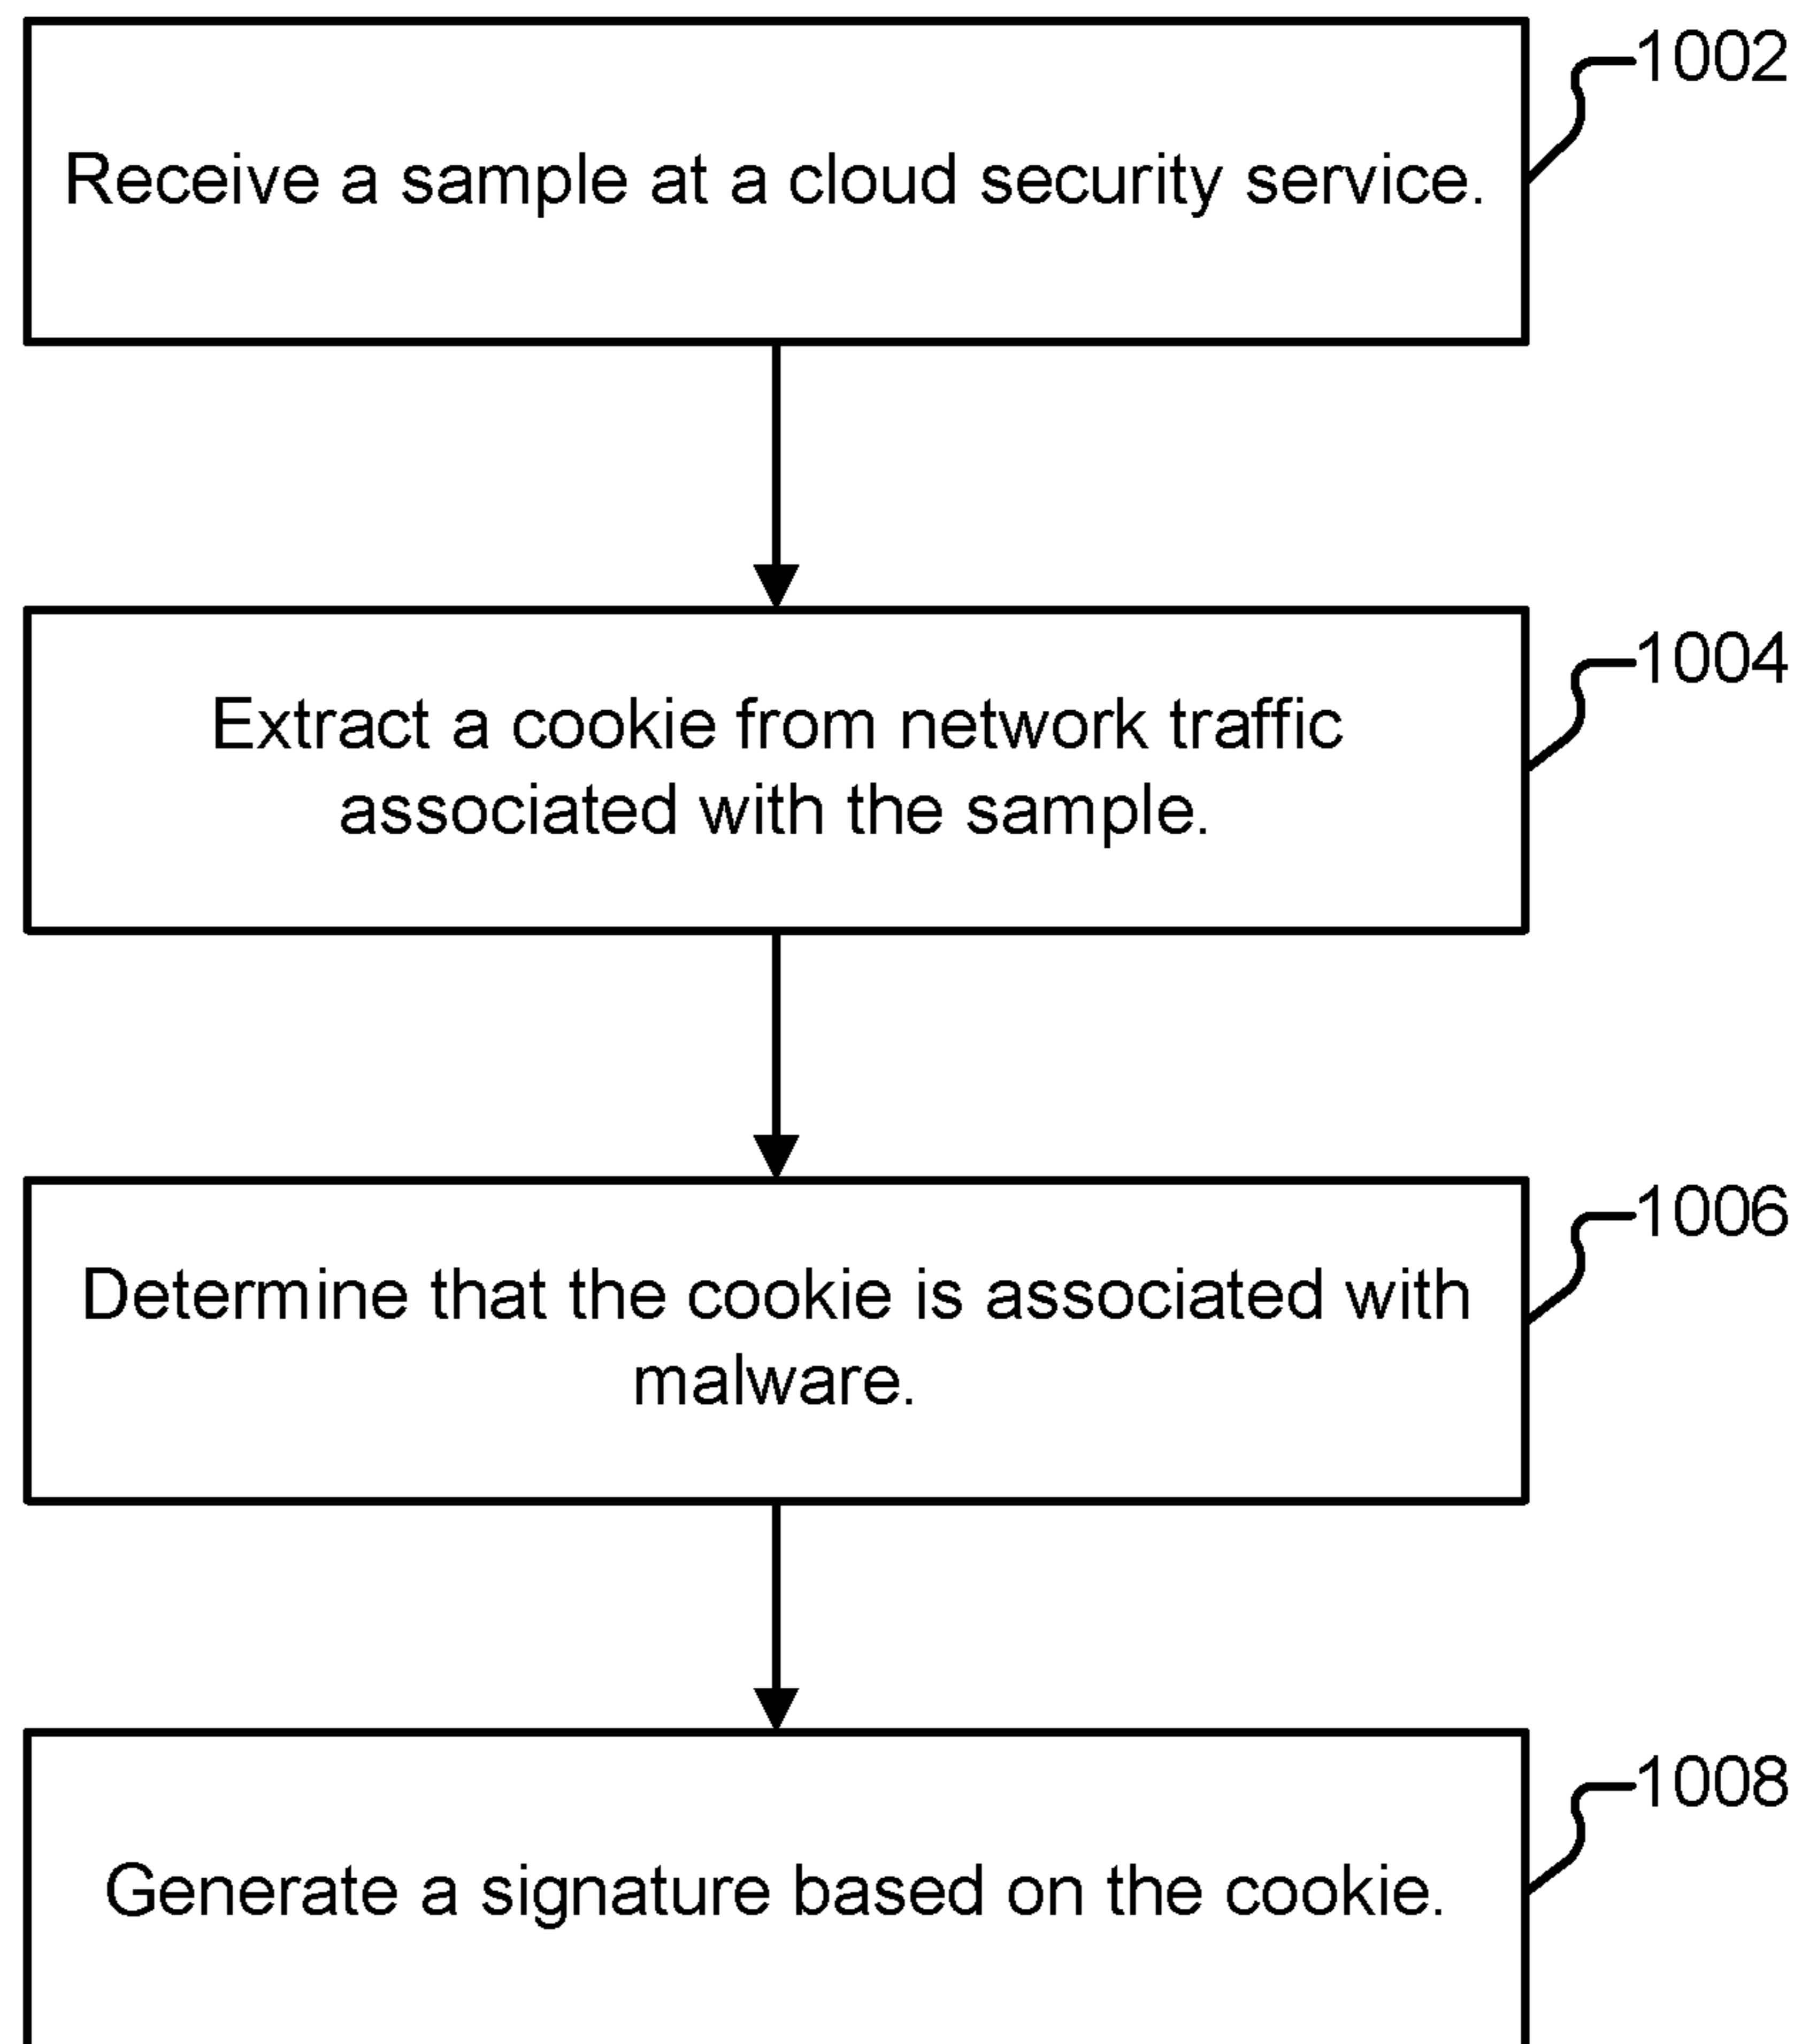 1002
Receive a sample at a cloud security service.
1004
Extract a cookie from network traffic
associated with the sample.
1006
Determine that the cookie is associated with
malware.
1008
Generate a signature based on the cookie.